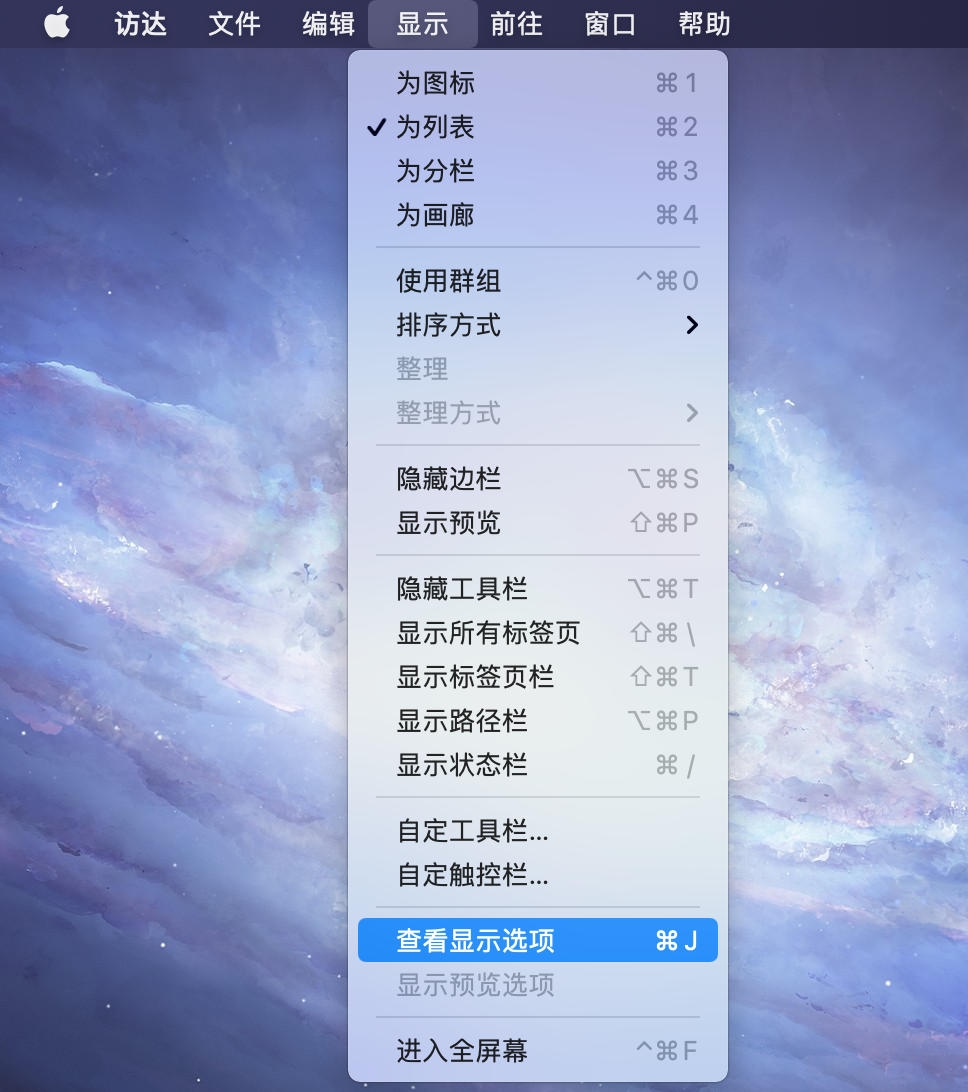 访达 文件 编辑 显示 前往 窗口 帮助
为图标 ⌘1
✓ 为列表 ⌘2
为分栏 ⌘3
为画廊 ⌘4
使用群组 ^⌘0
排序方式 >
整理
整理方式 >
隐藏边栏 ⌥⌘S
显示预览 ⇧⌘P
隐藏工具栏 ⌥⌘T
显示所有标签页 ⇧⌘\
显示标签页栏 ⇧⌘T
显示路径栏 ⌥⌘P
显示状态栏 ⌘/
自定工具栏...
自定触控栏...
查看显示选项 ⌘J
显示预览选项
进入全屏幕 ^⌘F